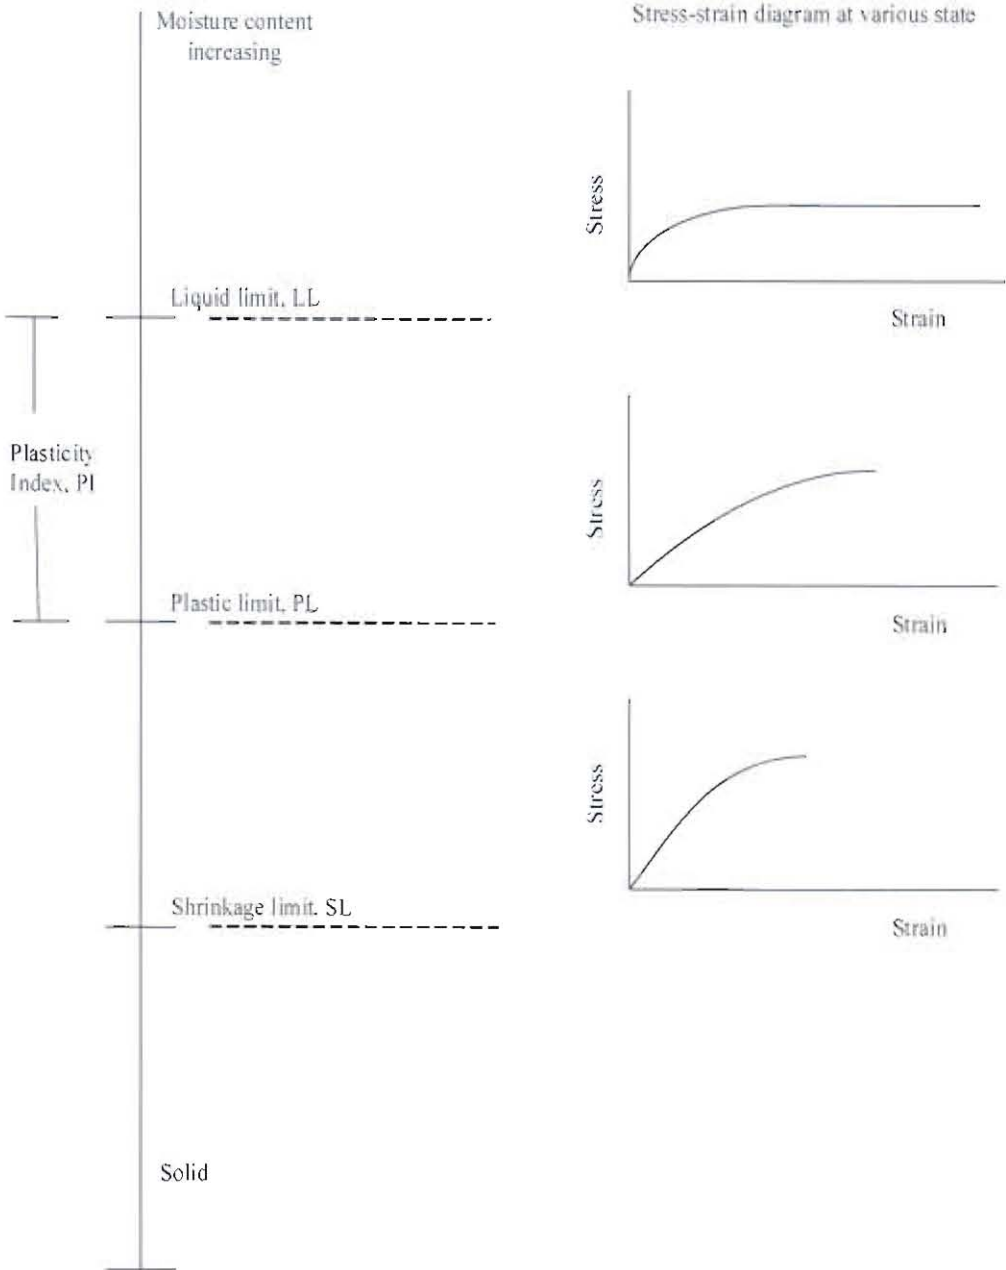 Moisture content
increasing
Stress-strain diagram at various state
Stress
Strain
Liquid limit, LL
Plasticity
Index, PI
Stress
Strain
Plastic limit, PL
Stress
Strain
Shrinkage limit. SL
Solid